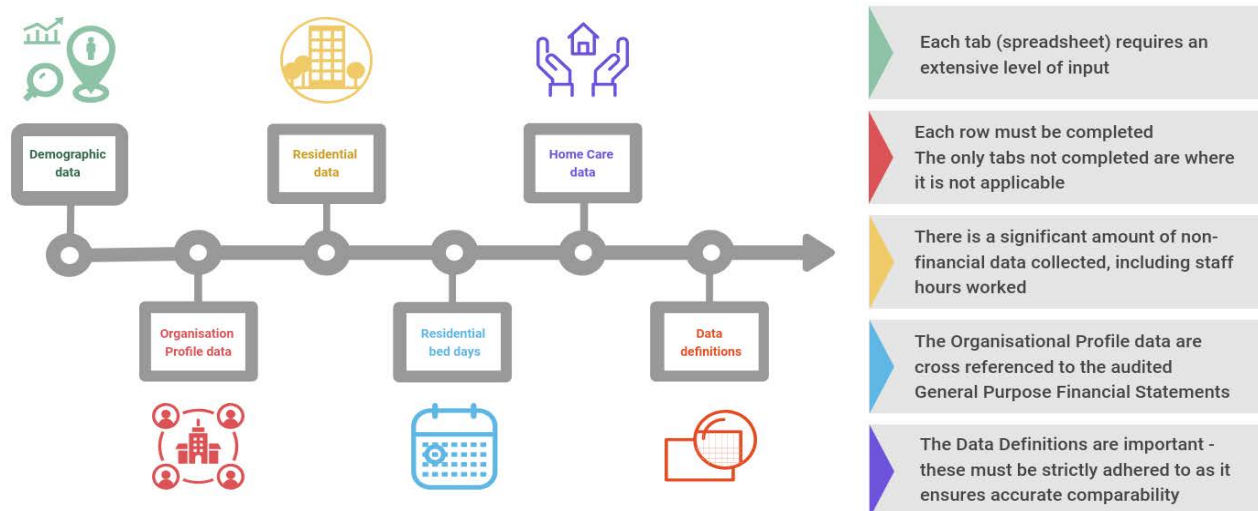 Demographic
data
Residential
data
Home Care
data
Organisation
Profile data
Residential
bed days
Data
definitions
Each tab (spreadsheet) requires an
extensive level of input
Each row must be completed
The only tabs not completed are where
it is not applicable
There is a significant amount of non-
financial data collected, including staff
hours worked
The Organisational Profile data are
cross referenced to the audited
General Purpose Financial Statements
The Data Definitions are important -
these must be strictly adhered to as it
ensures accurate comparability